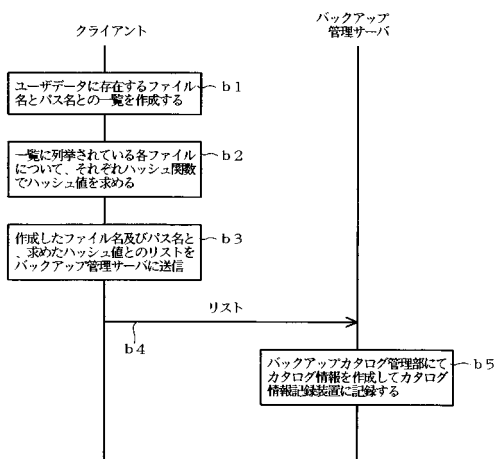 クライアント
バックアップ
管理サーバ
ユーザデータに存在するファイル
名とパス名との一覧を作成する
b1
一覧に列挙されている各ファイル
について、それぞれハッシュ関数
でハッシュ値を求める
b2
作成したファイル名及びパス名と
、求めたハッシュ値とのリストを
バックアップ管理サーバに送信
b3
リスト
b4
バックアップカタログ管理部にて
カタログ情報を作成してカタログ
情報記録装置に記録する
b5